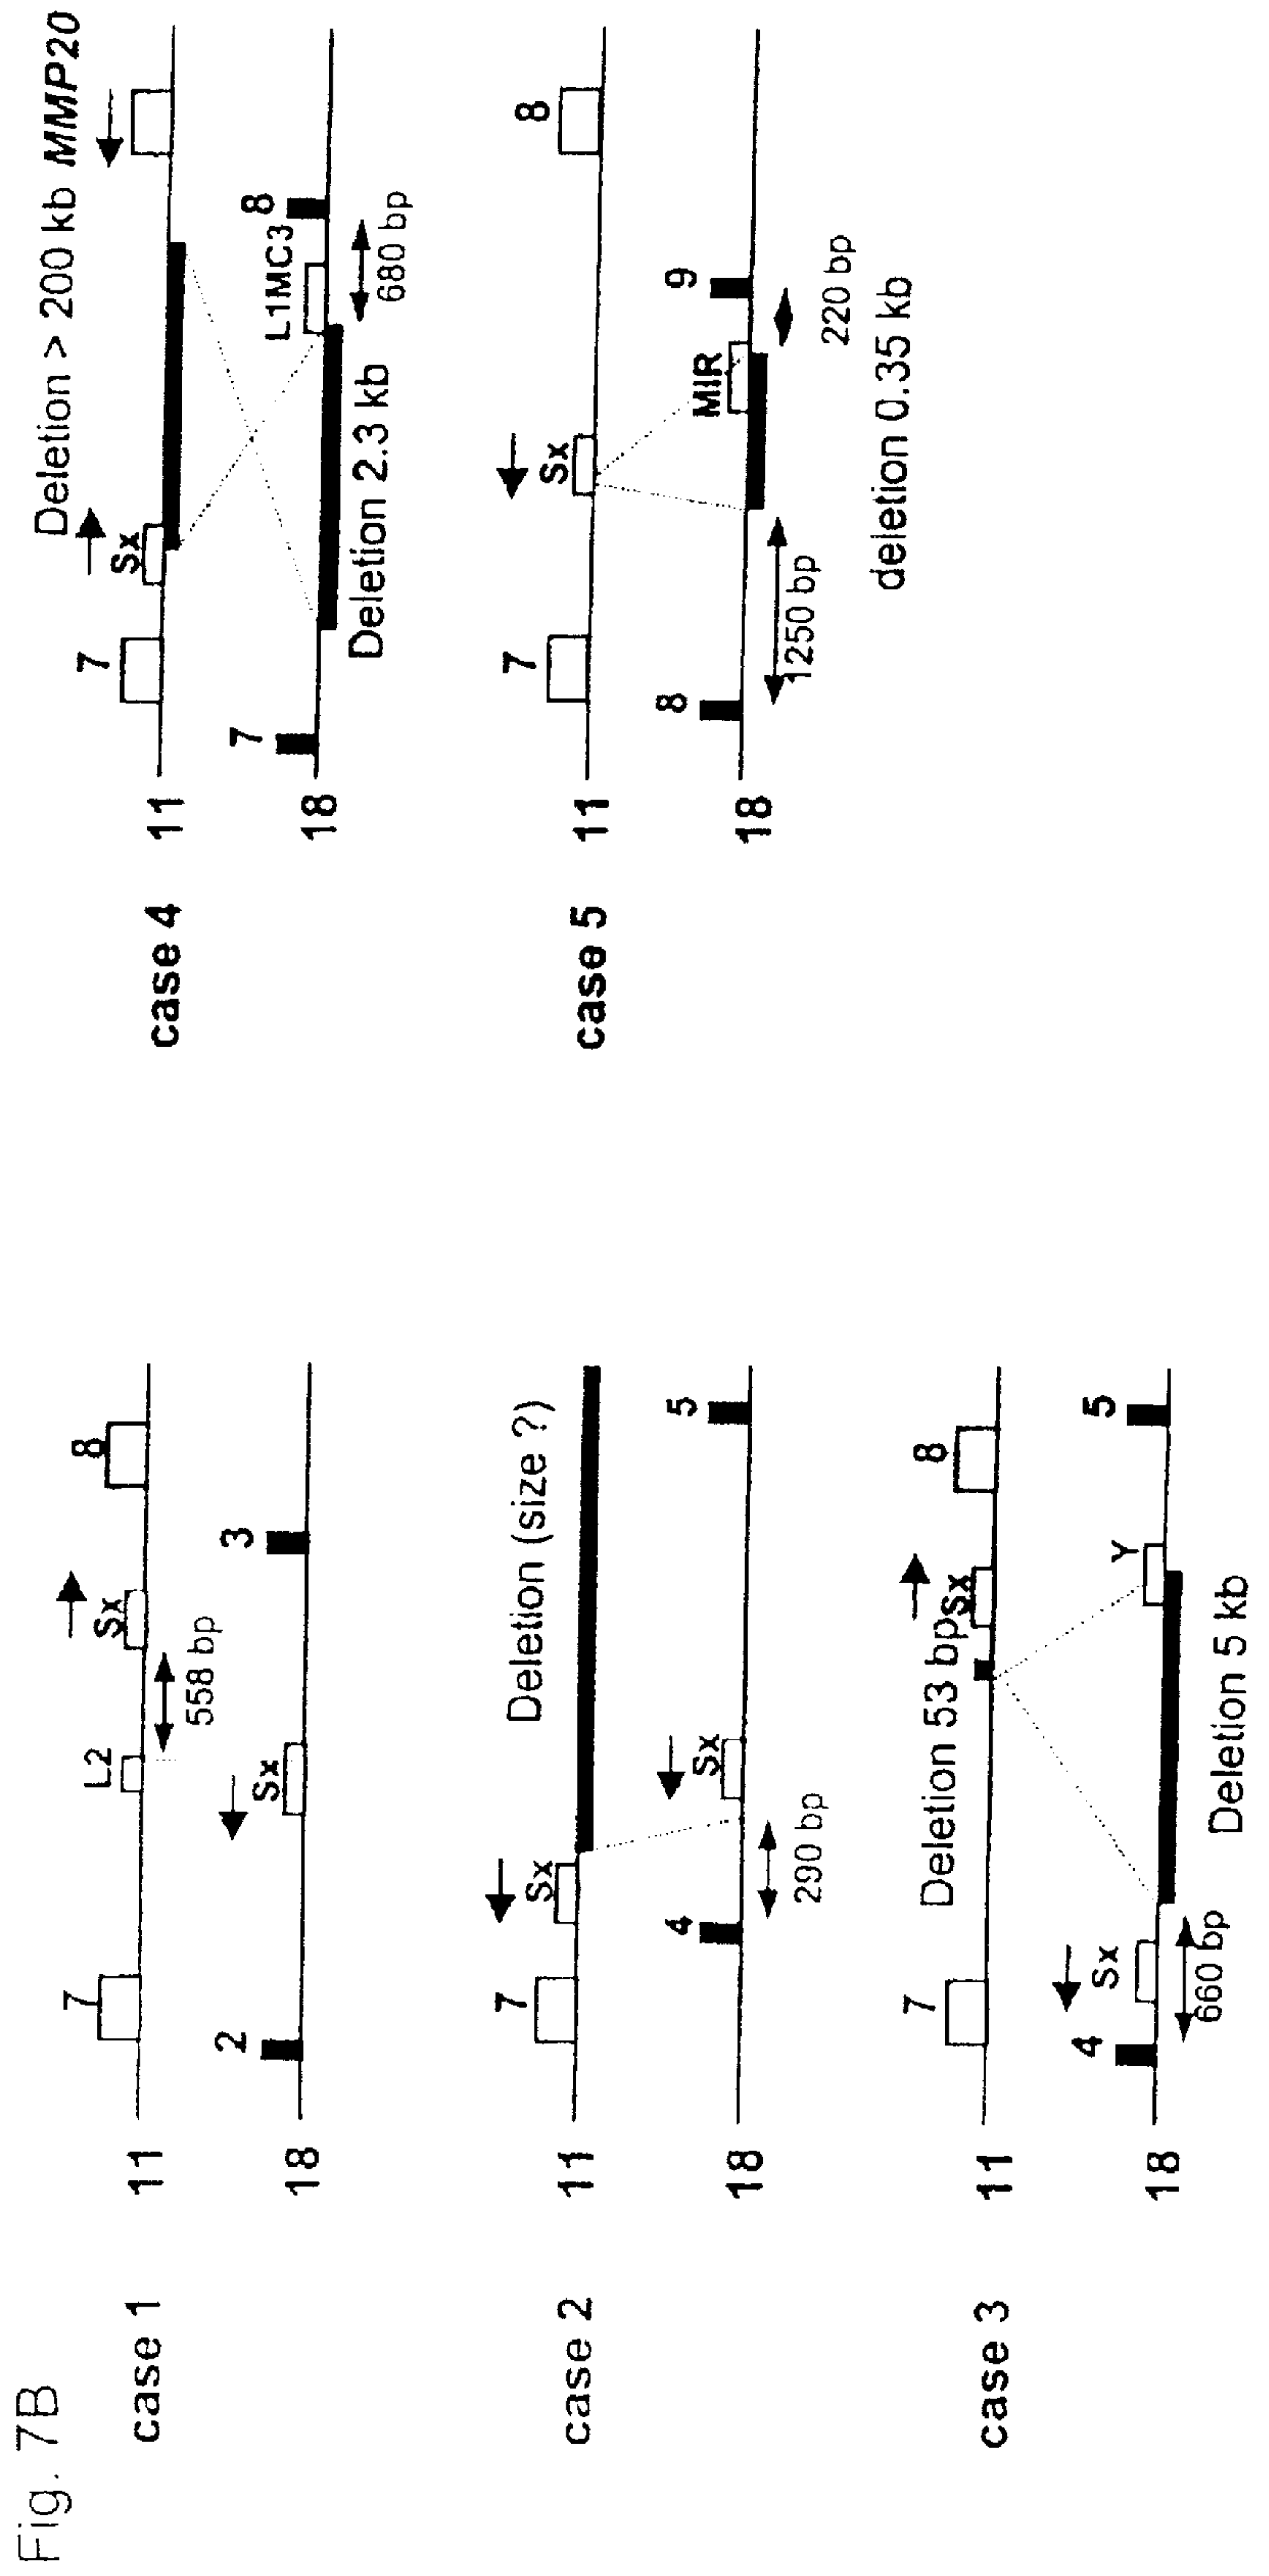 Fig. 7B
case 1
11
7
L2
Sx
8
558 bp
18
2
Sx
3
case 2
11
7
Sx
Deletion (size ?)
18
4
Sx
5
290 bp
case 3
11
7
Deletion 53 bp
Sx
8
18
4
Sx
Y
5
660 bp
Deletion 5 kb
case 4
11
7
Sx
Deletion > 200 kb MMP20
18
7
L1MC3
8
680 bp
Deletion 2.3 kb
case 5
11
7
Sx
8
18
8
MIR
9
1250 bp
220 bp
deletion 0.35 kb